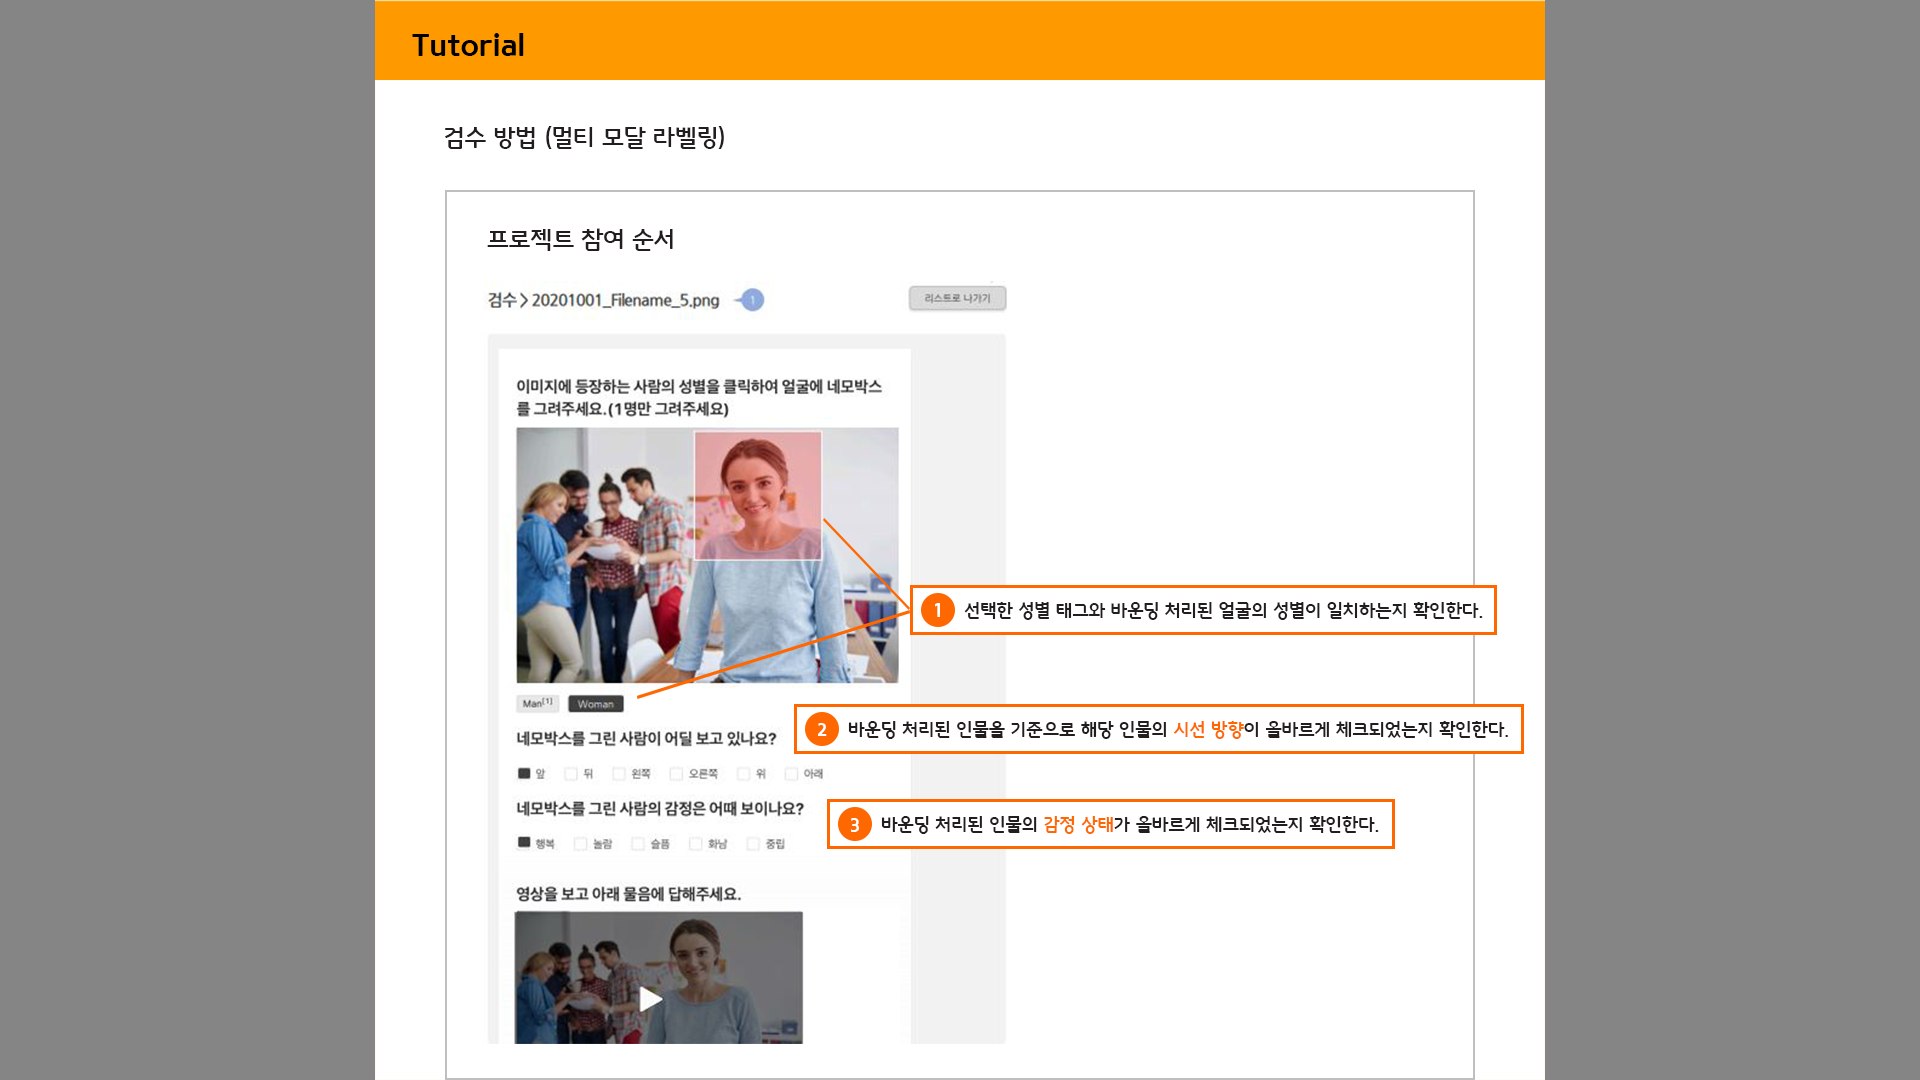 Tutorial
검수 방법 (멀티 모달 라벨링)
프로젝트 참여 순서
검수 > 20201001_Filename_5.png
1
리스트로 나가기
이미지에 등장하는 사람의 성별을 클릭하여 얼굴에 네모박스
를 그려주세요.(1명만 그려주세요)
1 선택한 성별 태그와 바운딩 처리된 얼굴의 성별이 일치하는지 확인한다.
Man[1] Woman
2 바운딩 처리된 인물을 기준으로 해당 인물의 시선 방향이 올바르게 체크되었는지 확인한다.
네모박스를 그린 사람이 어딜 보고 있나요?
앞 뒤 왼쪽 오른쪽 위 아래
네모박스를 그린 사람의 감정은 어때 보이나요?
3 바운딩 처리된 인물의 감정 상태가 올바르게 체크되었는지 확인한다.
행복 놀람 슬픔 화남 중립
영상을 보고 아래 물음에 답해주세요.